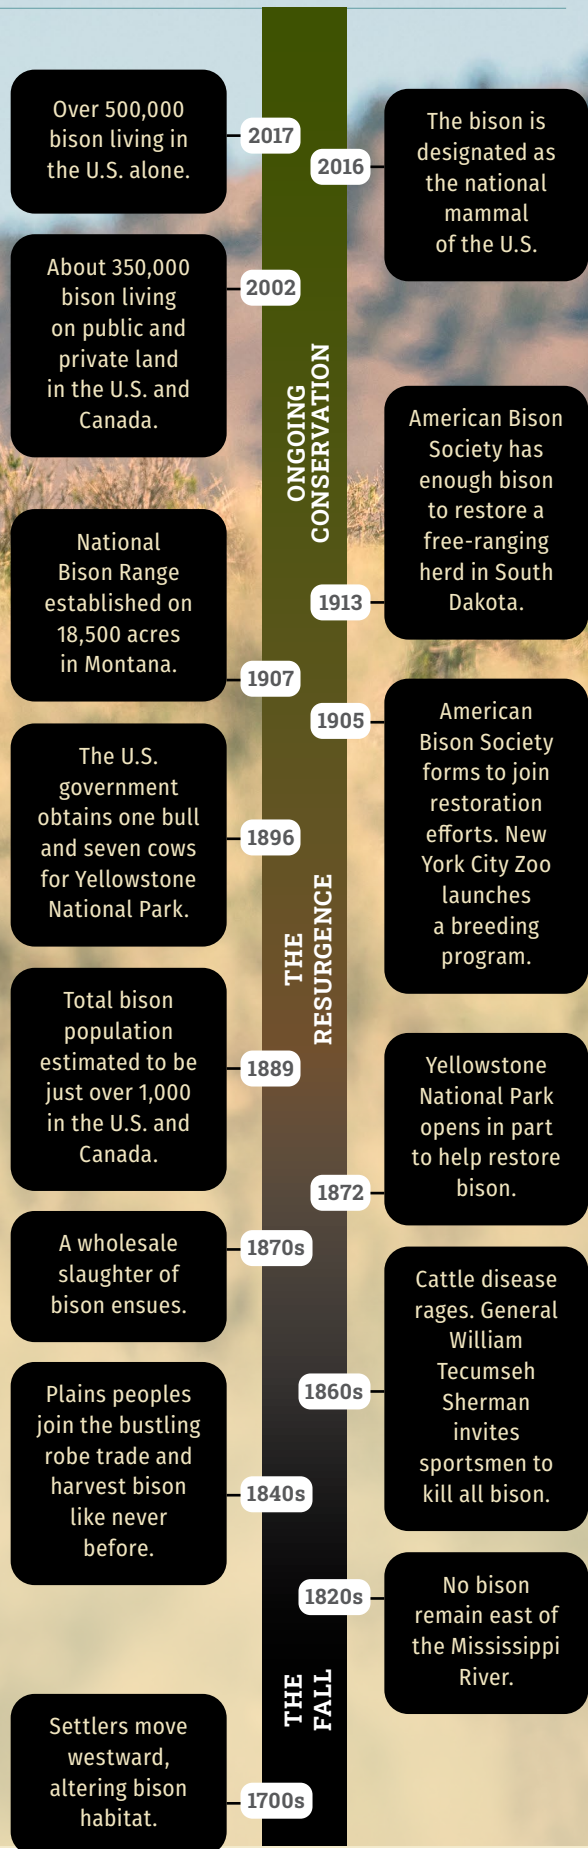 Over 500,000
bison living in
the U.S. alone.
2017
The bison is
designated as
the national
mammal
of the U.S.
2016
About 350,000
bison living
on public and
private land
in the U.S. and
Canada.
2002
ONGOING
CONSERVATION
American Bison
Society has
enough bison
to restore a
free-ranging
herd in South
Dakota.
1913
National
Bison Range
established on
18,500 acres
in Montana.
1907
American
Bison Society
forms to join
restoration
efforts. New
York City Zoo
launches
a breeding
program.
1905
The U.S.
government
obtains one bull
and seven cows
for Yellowstone
National Park.
1896
THE
RESURGENCE
Total bison
population
estimated to be
just over 1,000
in the U.S. and
Canada.
1889
Yellowstone
National Park
opens in part
to help restore
bison.
1872
A wholesale
slaughter of
bison ensues.
1870s
Cattle disease
rages. General
William
Tecumseh
Sherman
invites
sportsmen to
kill all bison.
1860s
Plains peoples
join the bustling
robe trade and
harvest bison
like never
before.
1840s
No bison
remain east of
the Mississippi
River.
1820s
THE
FALL
Settlers move
westward,
altering bison
habitat.
1700s